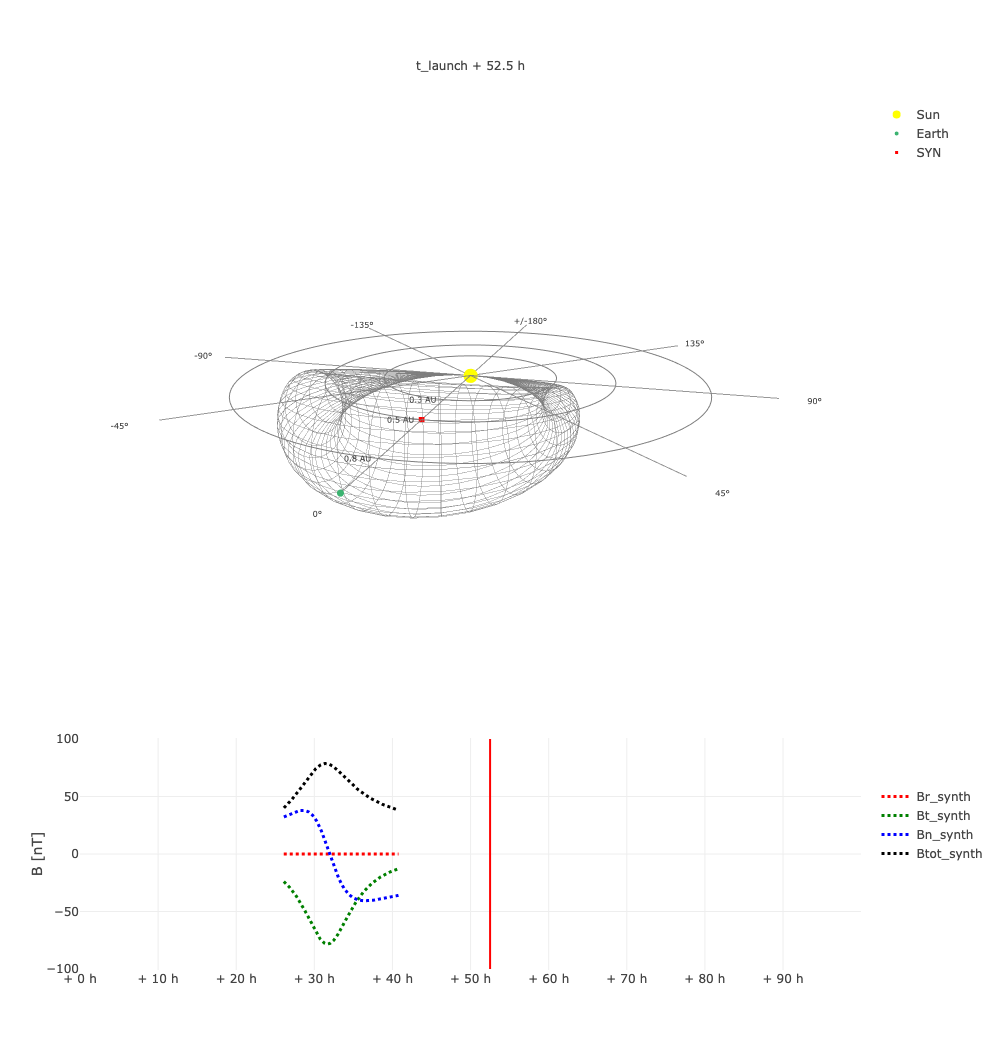 t_launch + 52.5 h
Sun
Earth
SYN
-135°
+/-180°
135°
-90°
90°
-45°
0.3 AU
0.5 AU
0.8 AU
45°
0°
100
50
0
−50
−100
B [nT]
+ 0 h
+ 10 h
+ 20 h
+ 30 h
+ 40 h
+ 50 h
+ 60 h
+ 70 h
+ 80 h
+ 90 h
Br_synth
Bt_synth
Bn_synth
Btot_synth